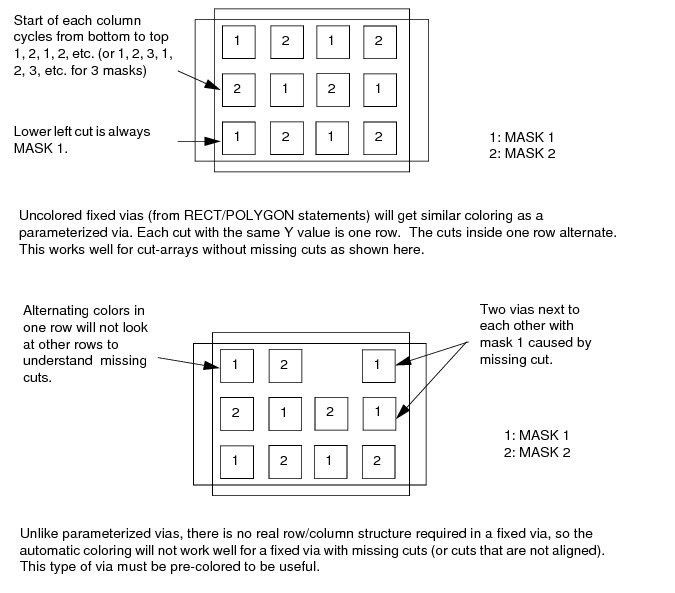 Start of each column
cycles from bottom to top
1, 2, 1, 2, etc. (or 1, 2, 3, 1,
2, 3, etc. for 3 masks)
1 2 1 2
2 1 2 1
Lower left cut is always
MASK 1.
1 2 1 2
1: MASK 1
2: MASK 2
Uncolored fixed vias (from RECT/POLYGON statements) will get similar coloring as a
parameterized via. Each cut with the same Y value is one row. The cuts inside one row alternate.
This works well for cut-arrays without missing cuts as shown here.
Alternating colors in
one row will not look
at other rows to
understand missing
cuts.
Two vias next to
each other with
mask 1 caused by
missing cut.
1 2 1
2 1 2 1
1 2 1 2
1: MASK 1
2: MASK 2
Unlike parameterized vias, there is no real row/column structure required in a fixed via, so the
automatic coloring will not work well for a fixed via with missing cuts (or cuts that are not aligned).
This type of via must be pre-colored to be useful.